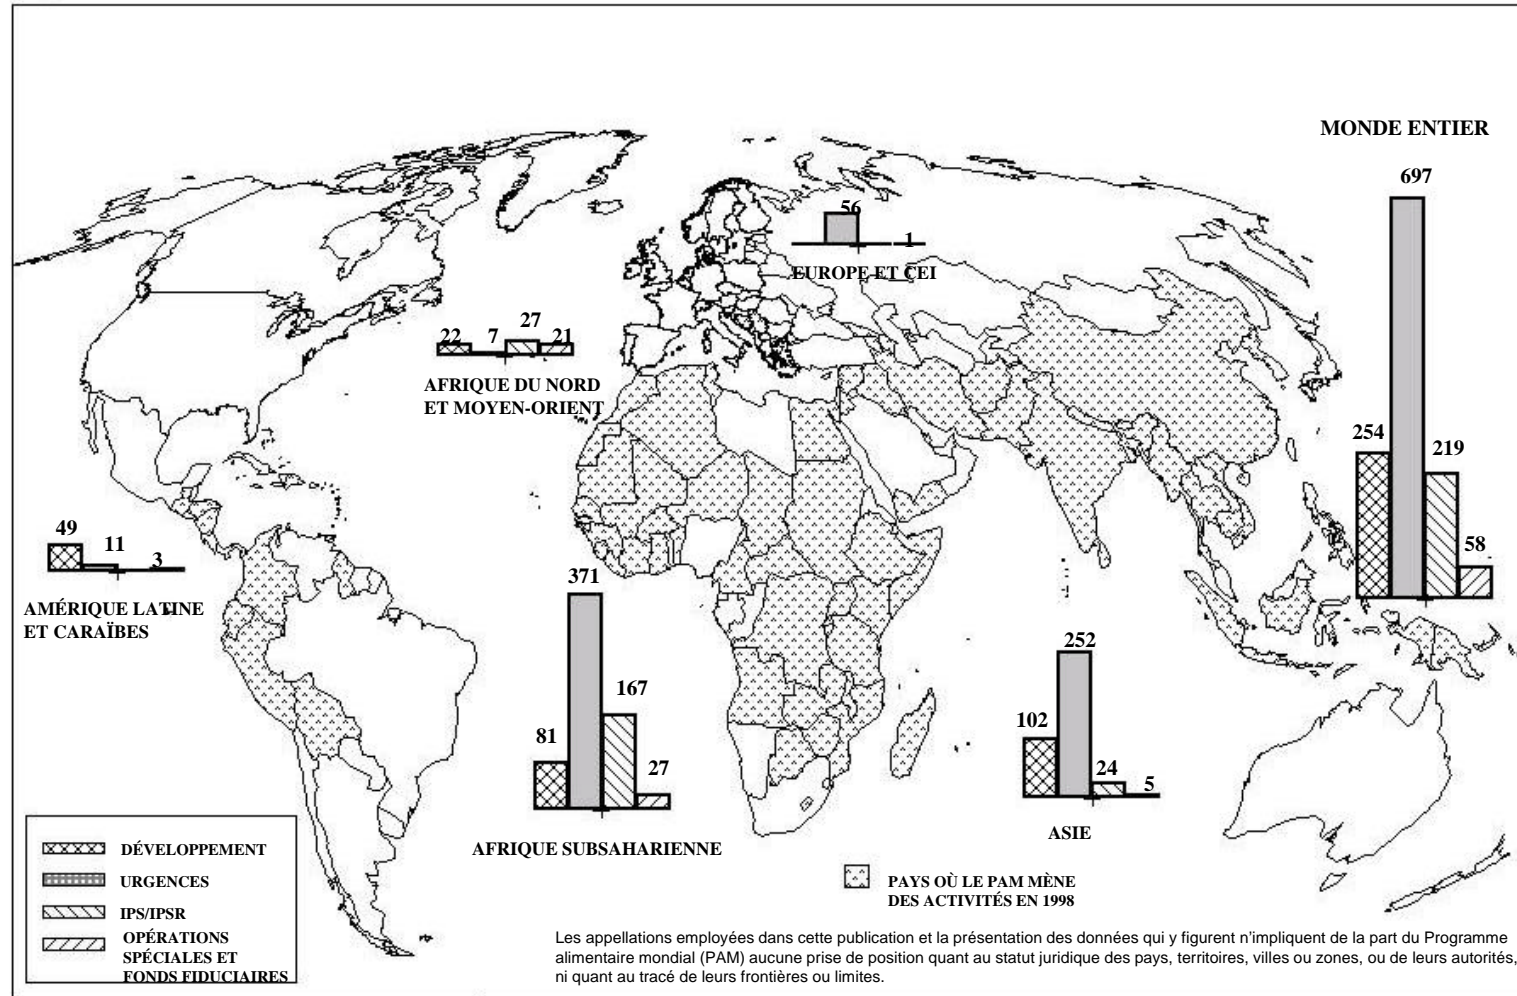 MONDE ENTIER
697
254
219
58
56
1
EUROPE ET CEI
22
7
27
21
AFRIQUE DU NORD
ET MOYEN-ORIENT
49
11
3
AMÉRIQUE LATINE
ET CARAÏBES
371
81
167
27
AFRIQUE SUBSAHARIENNE
252
102
24
5
ASIE
DÉVELOPPEMENT
URGENCES
IPS/IPSR
OPÉRATIONS
SPÉCIALES ET
FONDS FIDUCIAIRES
PAYS OÙ LE PAM MÈNE
DES ACTIVITÉS EN 1998
Les appellations employées dans cette publication et la présentation des données qui y figurent n’impliquent de la part du Programme
alimentaire mondial (PAM) aucune prise de position quant au statut juridique des pays, territoires, villes ou zones, ou de leurs autorités,
ni quant au tracé de leurs frontières ou limites.